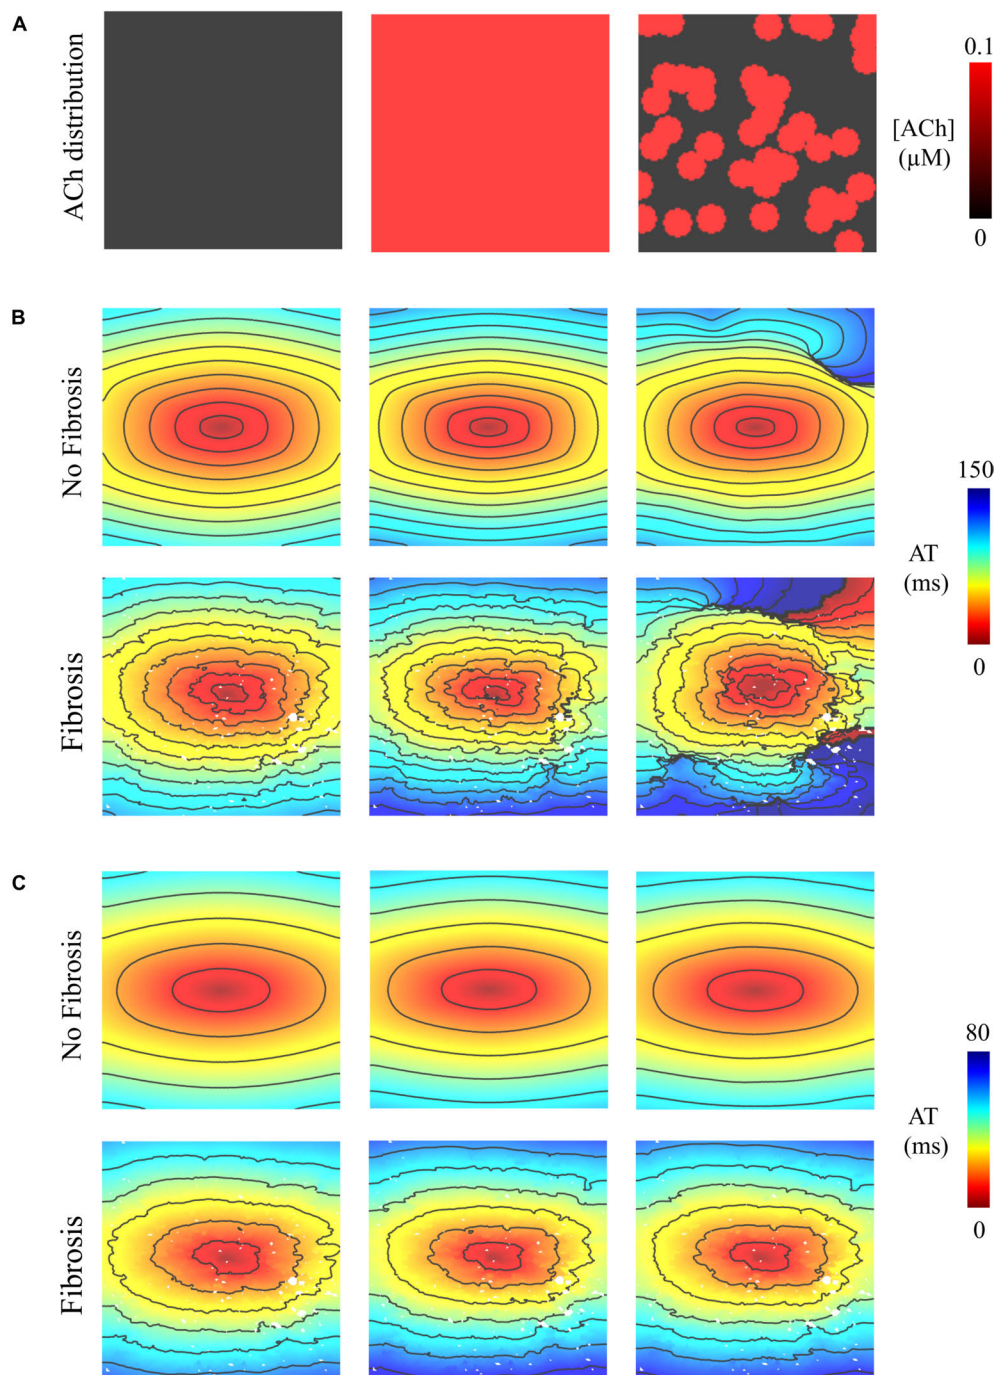 A
ACh distribution
0.1
[ACh]
(µM)
0
B
No Fibrosis
150
AT
(ms)
0
Fibrosis
C
No Fibrosis
80
AT
(ms)
0
Fibrosis